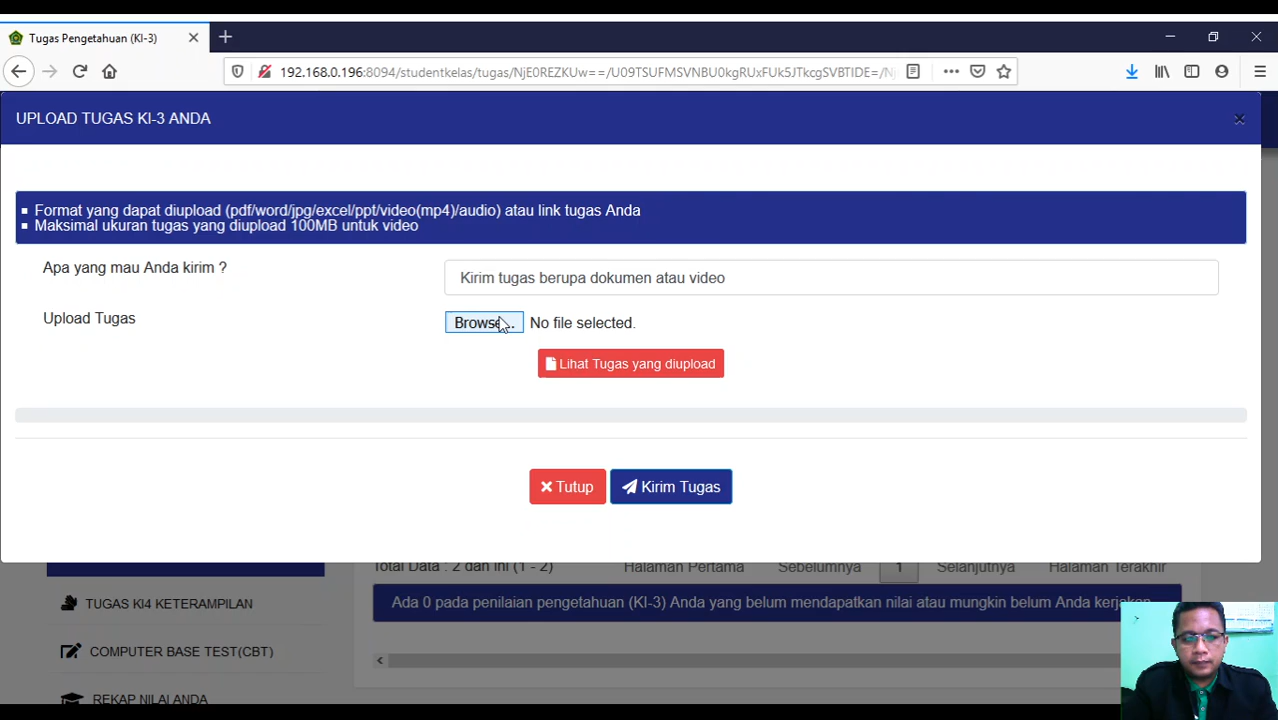 Tugas Pengetahuan (KI-3)
192.168.0.196:8094/studentkelas/tugas/NjE0REZKUw==/U09TSUFMSVNBU0kgRUxFUk5JTkcgSVBTIDE=/Nj
UPLOAD TUGAS KI-3 ANDA
Format yang dapat diupload (pdf/word/jpg/excel/ppt/video(mp4)/audio) atau link tugas Anda
Maksimal ukuran tugas yang diupload 100MB untuk video
Apa yang mau Anda kirim ?
Kirim tugas berupa dokumen atau video
Upload Tugas
Browse... No file selected.
Lihat Tugas yang diupload
Tutup
Kirim Tugas
Total Data : 2 dan ini (1 - 2)
Halaman Pertama
Sebelumnya
1
Selanjutnya
Halaman Terakhir
Ada 0 pada penilaian pengetahuan (KI-3) Anda yang belum mendapatkan nilai atau mungkin belum Anda kerjakan
TUGAS KI4 KETERAMPILAN
COMPUTER BASE TEST(CBT)
REKAP NILAI ANDA